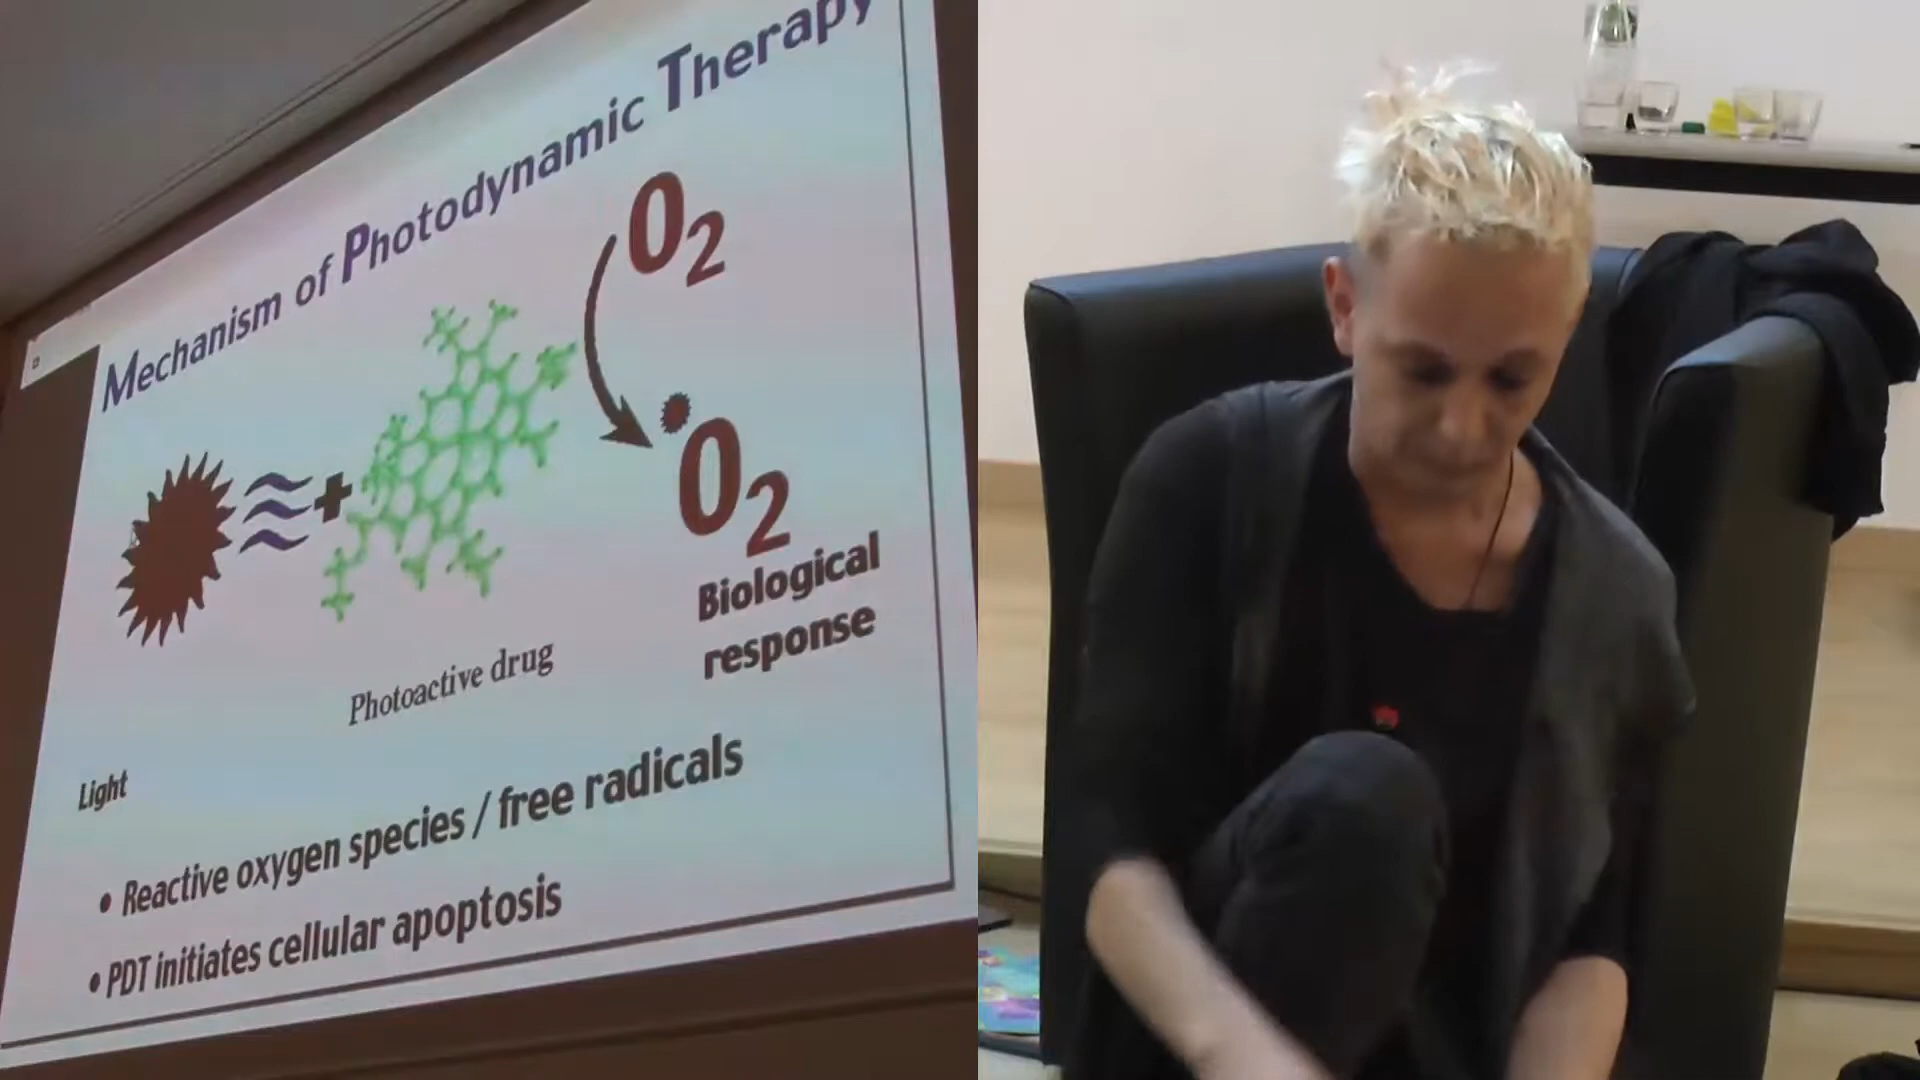 Mechanism of Photodynamic Therapy
O2
O2
Biological
response
Photoactive drug
Light
• Reactive oxygen species / free radicals
• PDT initiates cellular apoptosis